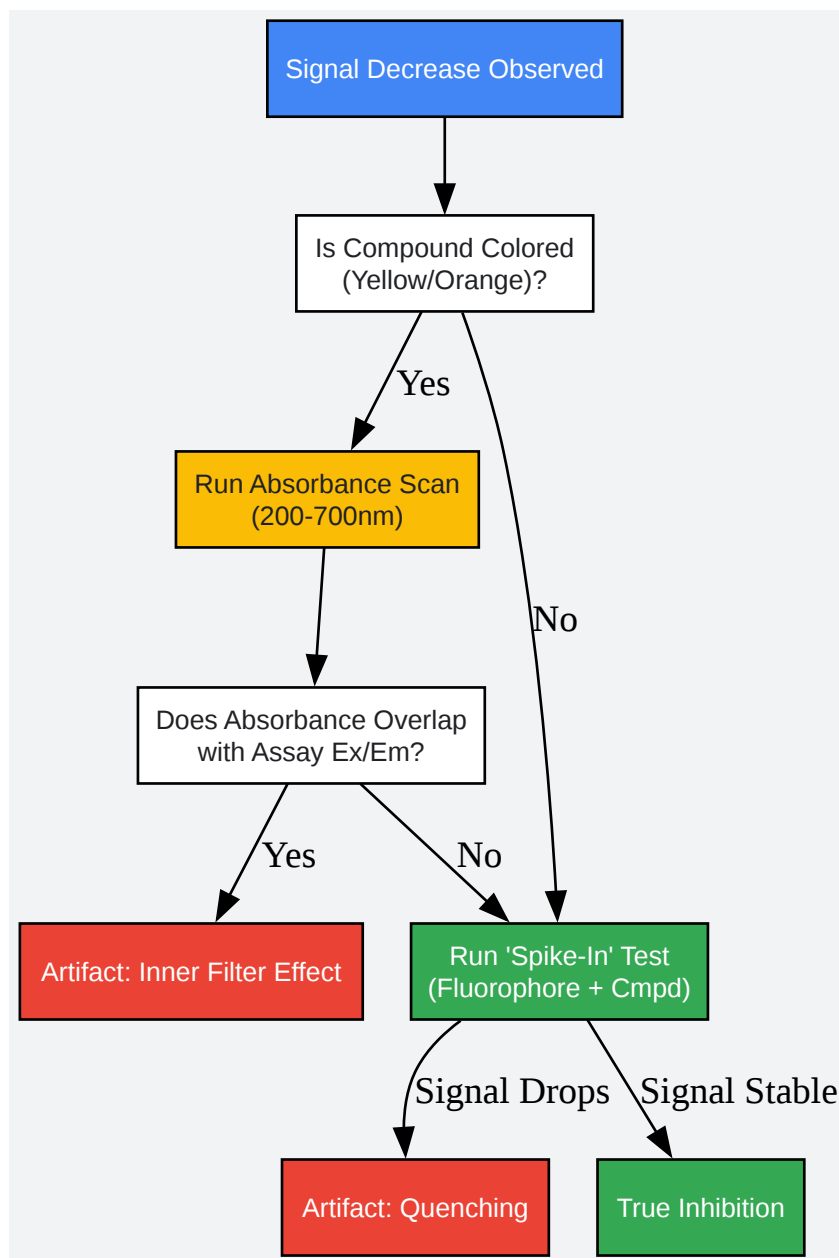 Signal Decrease Observed
Is Compound Colored
(Yellow/Orange)?
Yes
Run Absorbance Scan
(200-700nm)
No
Does Absorbance Overlap
with Assay Ex/Em?
Yes
No
Artifact: Inner Filter Effect
Run 'Spike-In' Test
(Fluorophore + Cmpd)
Signal Drops
Signal Stable
Artifact: Quenching
True Inhibition